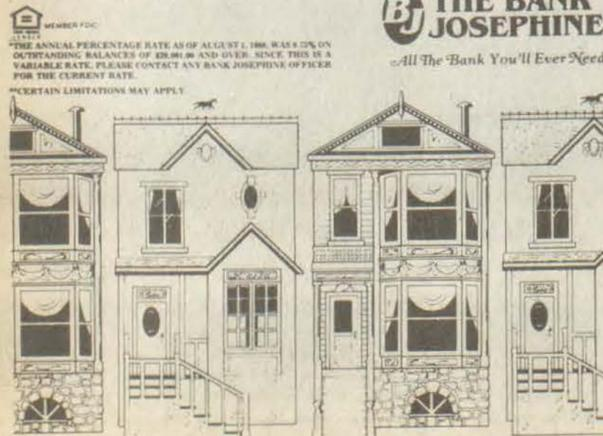 MEMBER FDIC
*THE ANNUAL PERCENTAGE RATE AS OF AUGUST 1, WAS ON
OUTSTANDING BALANCES OF AND OVER. SINCE THIS IS A
VARIABLE RATE, PLEASE CONTACT ANY BANK JOSEPHINE OFFICER
FOR THE CURRENT RATE.
**CERTAIN LIMITATIONS MAY APPLY
BJ THE BANK
JOSEPHINE
All The Bank You'll Ever Need